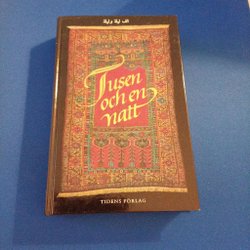 الف ليلة وليلة
Tusen
och en
natt
TIDENS FÖRLAG